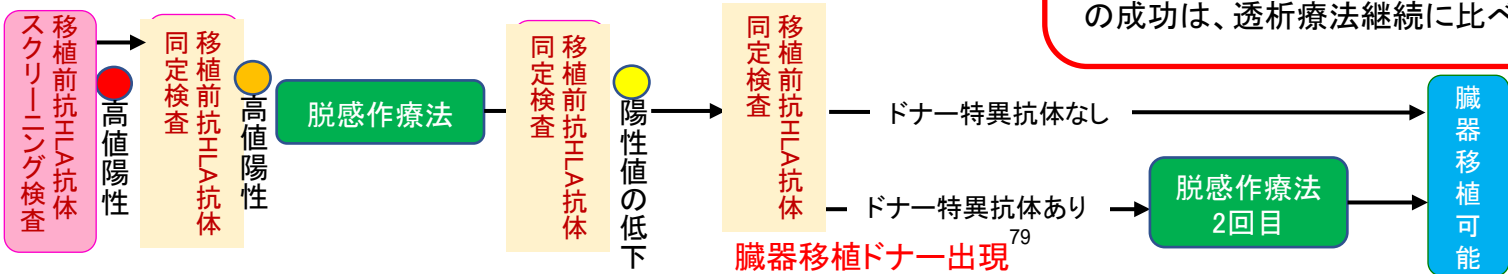 の成功は、透析療法継続に比べ
移植前抗HLA抗体
スクリーニング検査
高値陽性
移植前抗HLA抗体
同定検査
高値陽性
脱感作療法
移植前抗HLA抗体
同定検査
陽性値の低下
移植前抗HLA抗体
同定検査
ドナー特異抗体なし
ドナー特異抗体あり
脱感作療法
2回目
臓器移植可能
臓器移植ドナー出現
79